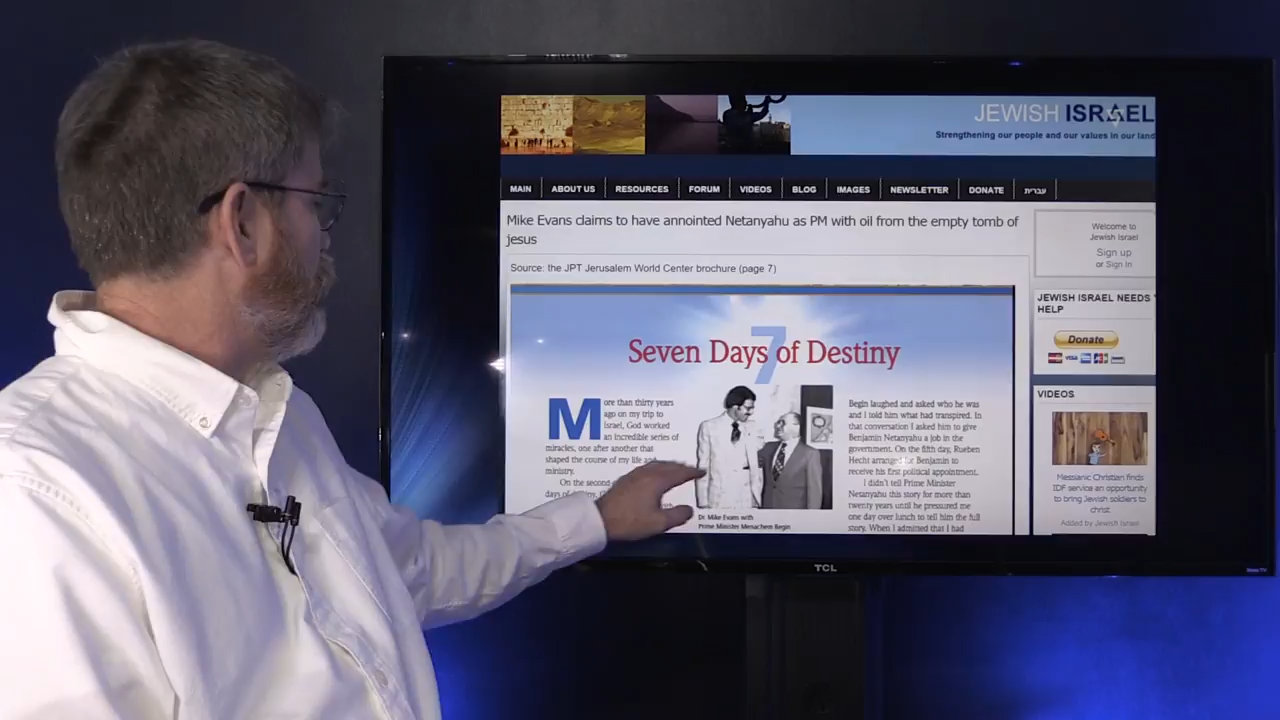 JEWISH ISRAEL
Strengthening our people and our values in our land
MAIN ABOUT US RESOURCES FORUM VIDEOS BLOG IMAGES NEWSLETTER DONATE עברית
Mike Evans claims to have annointed Netanyahu as PM with oil from the empty tomb of
jesus
Source: the JPT Jerusalem World Center brochure (page 7)
7
Seven Days of Destiny
More than thirty years
ago on my trip to
Israel, God worked
an incredible series of
miracles, one after another that
shaped the course of my life and
ministry.
On the second
days of
Dr. Mike Evans with
Prime Minister Menachem Begin
Begin laughed and asked who he was
and I told him what had transpired. In
that conversation I asked him to give
Benjamin Netanyahu a job in the
government. On the fifth day, Rueben
Hecht arranged for Benjamin to
receive his first political appointment.
I didn't tell Prime Minister
Netanyahu this story for more than
twenty years until he pressured me
one day over lunch to tell him the full
story. When I admitted that I had
Welcome to
Jewish Israel
Sign up
or Sign In
JEWISH ISRAEL NEEDS
HELP
Donate
VISA
VIDEOS
Messianic Christian finds
IDF service an opportunity
to bring Jewish soldiers to
christ
Added by Jewish Israel
TCL
Roku TV